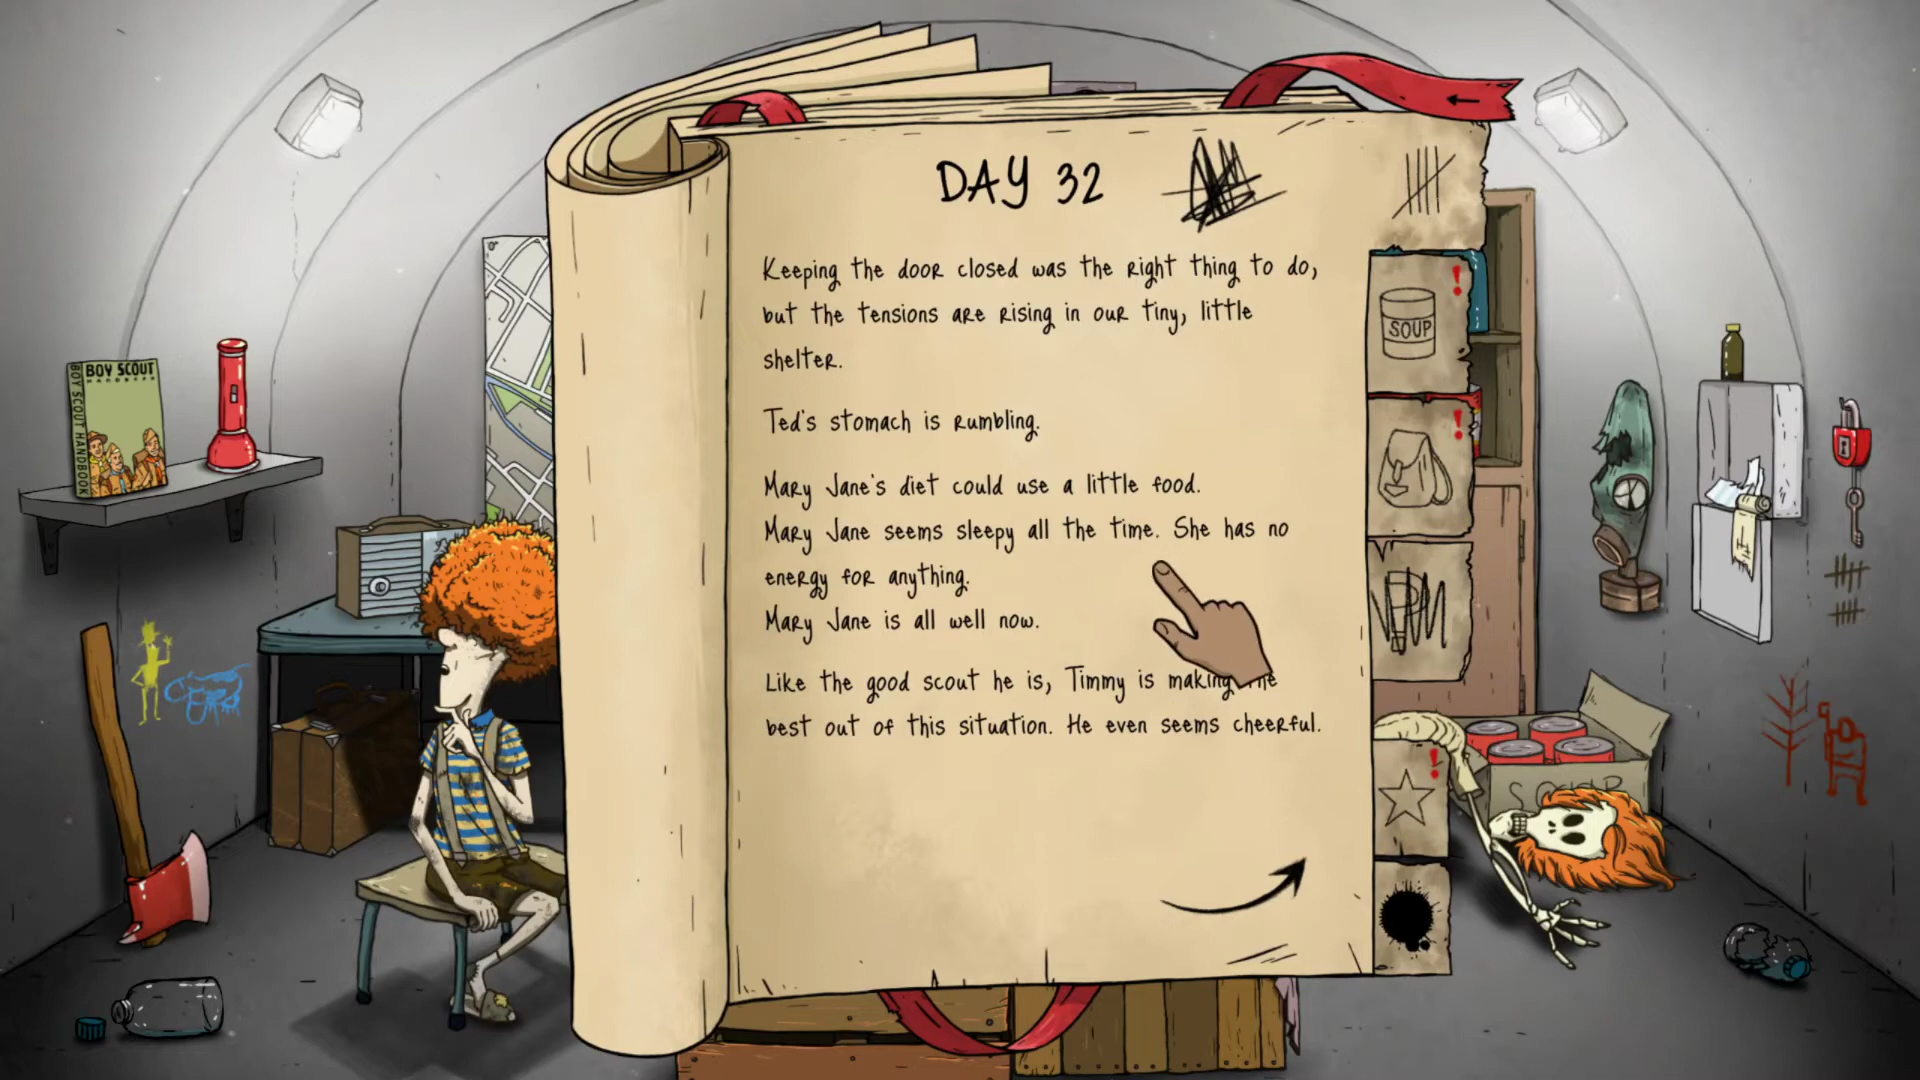 DAY 32
Keeping the door closed was the right thing to do,
but the tensions are rising in our tiny, little
shelter.
Ted's stomach is rumbling.
Mary Jane's diet could use a little food.
Mary Jane seems sleepy all the time. She has no
energy for anything.
Mary Jane is all well now.
Like the good scout he is, Timmy is making the
best out of this situation. He even seems cheerful.
SOUP
BOY SCOUT
HANDBOOK
BOY SCOUT HANDBOOK